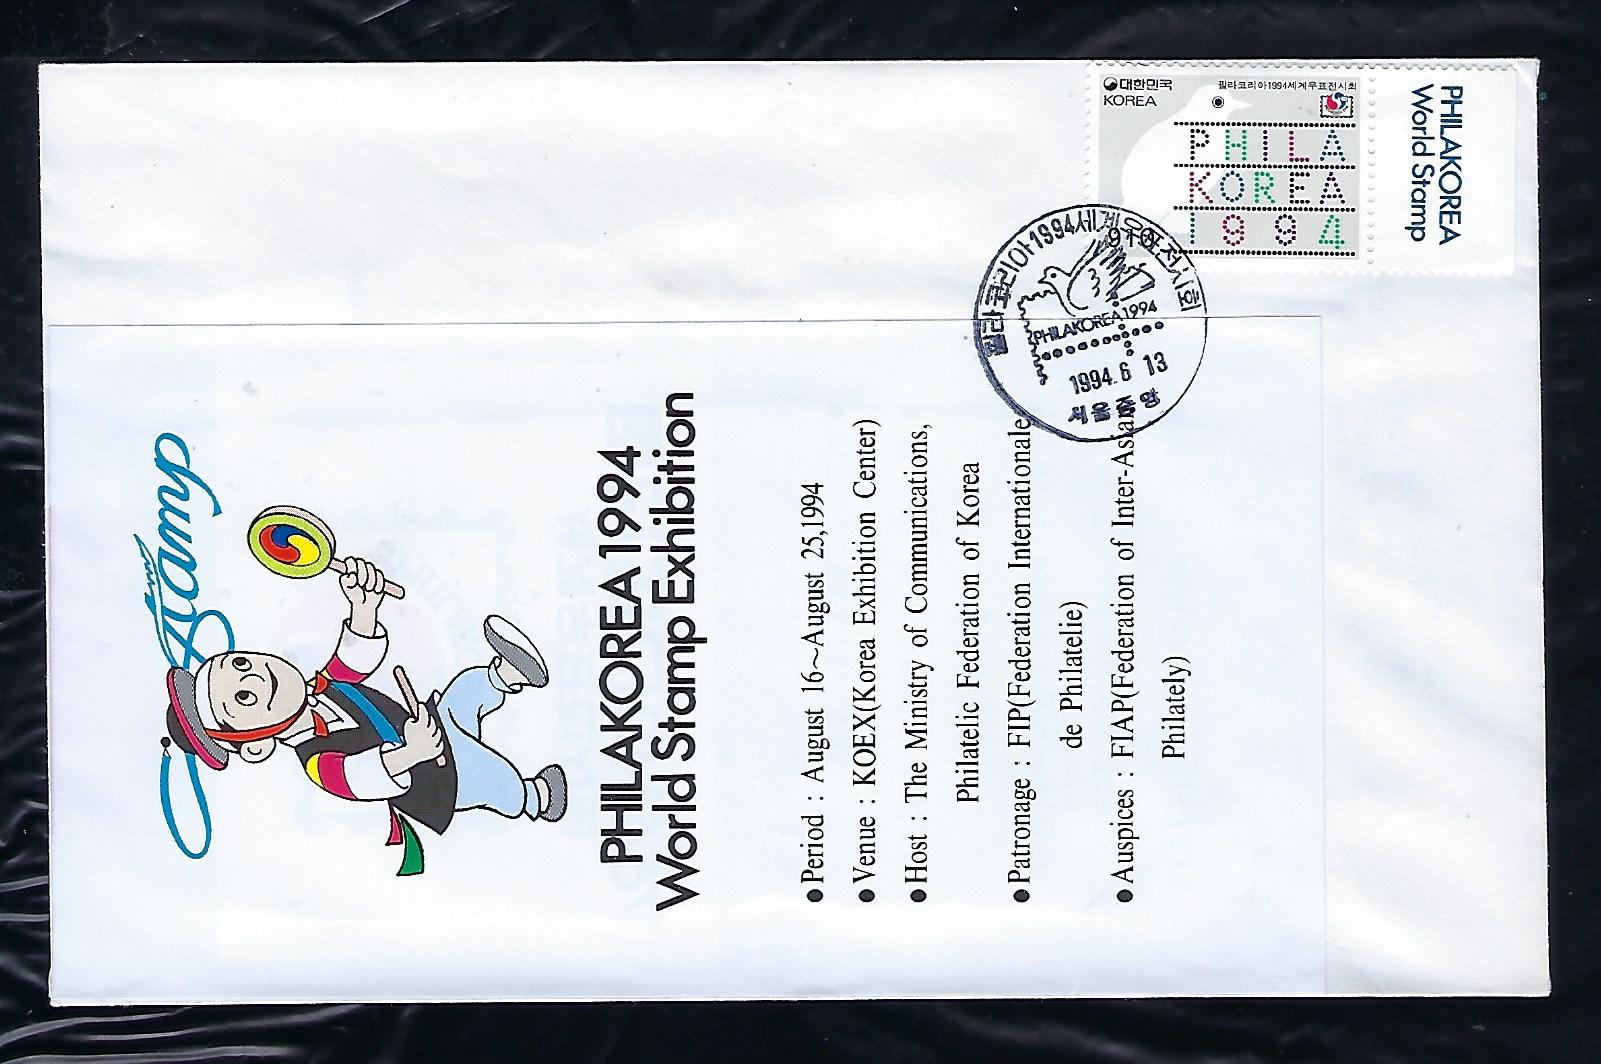 대한민국
KOREA
필라코리아1994세계우표전시회
PHILA
KOREA
1994
910
PHILAKOREA
World Stamp
필라코리아1994세계우표전시회
PHILAKOREA1994
1994.6 13
서울중앙
Stamp
PHILAKOREA1994
World Stamp Exhibition
●Period : August 16~August 25,1994
●Venue : KOEX(Korea Exhibition Center)
●Host : The Ministry of Communications,
Philatelic Federation of Korea
●Patronage : FIP(Federation Internationale
de Philatelie)
●Auspices : FIAP(Federation of Inter-Asian
Philately)